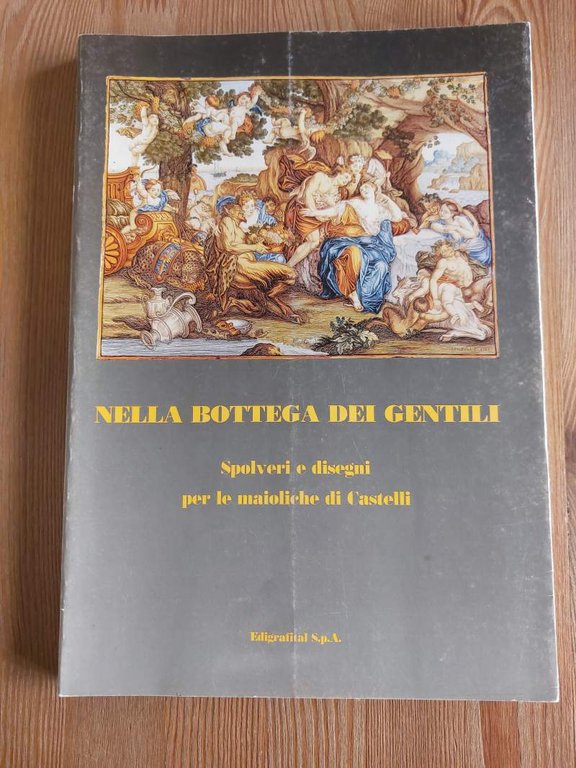 NELLA BOTTEGA DEI GENTILI
Spolveri e disegni
per le maioliche di Castelli
Edigrafital S.p.A.